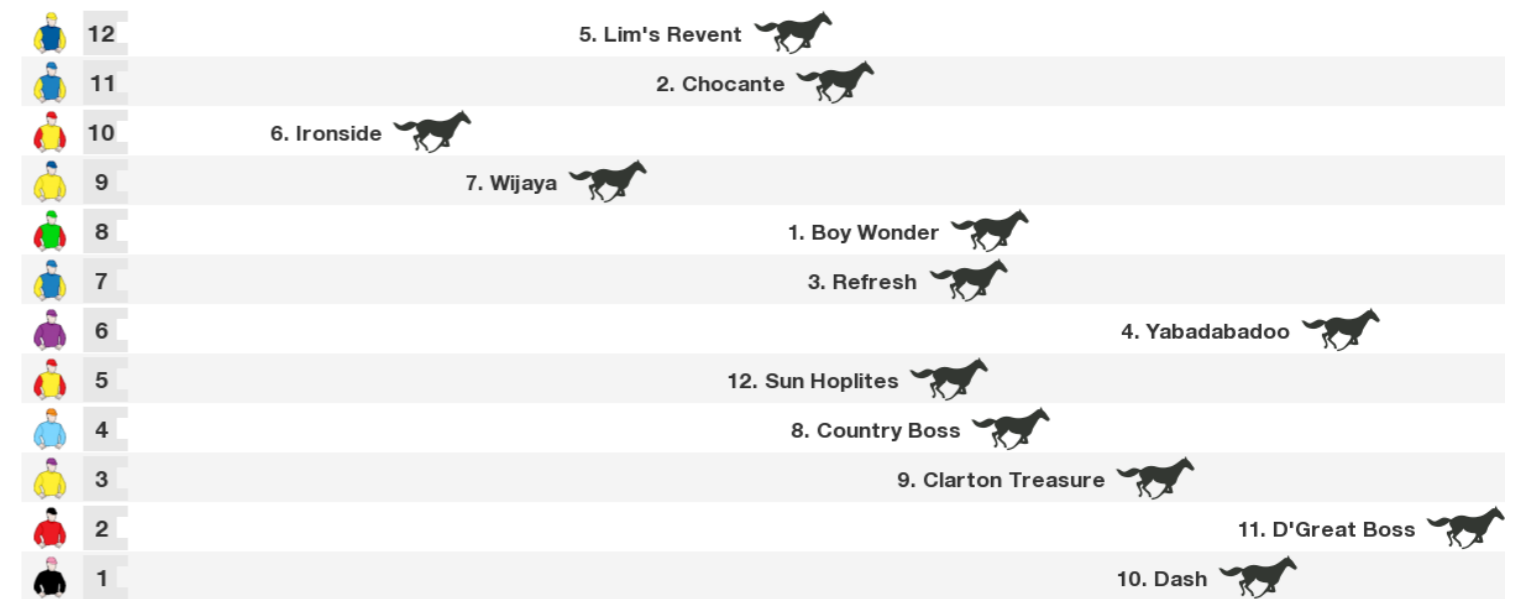 12 5. Lim's Revent
11 2. Chocante
10 6. Ironside
9 7. Wijaya
8 1. Boy Wonder
7 3. Refresh
6 4. Yabadabadoo
5 12. Sun Hoplites
4 8. Country Boss
3 9. Clarton Treasure
2 11. D'Great Boss
1 10. Dash